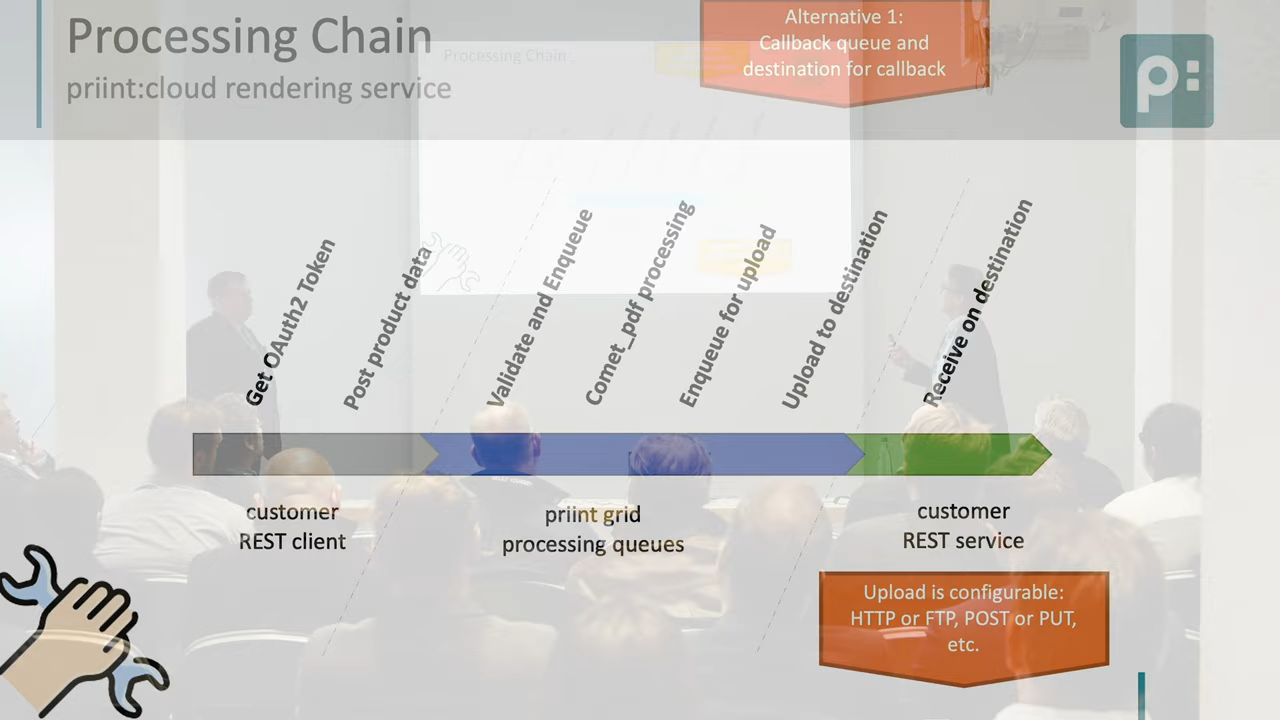 Processing Chain
priint:cloud rendering service
Alternative 1:
Callback queue and
destination for callback
p:
Processing Chain
Get OAuth2 Token
Post product data
Validate and Enqueue
Comet_pdf processing
Enqueue for upload
Upload to destination
Receive on destination
customer
REST client
priint grid
processing queues
customer
REST service
Upload is configurable:
HTTP or FTP, POST or PUT,
etc.